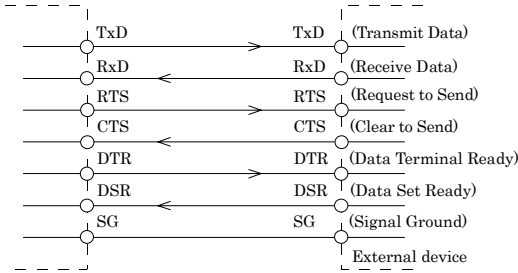 TxD TxD (Transmit Data)
RxD RxD (Receive Data)
RTS RTS (Request to Send)
CTS CTS (Clear to Send)
DTR DTR (Data Terminal Ready)
DSR DSR (Data Set Ready)
SG SG (Signal Ground)
External device